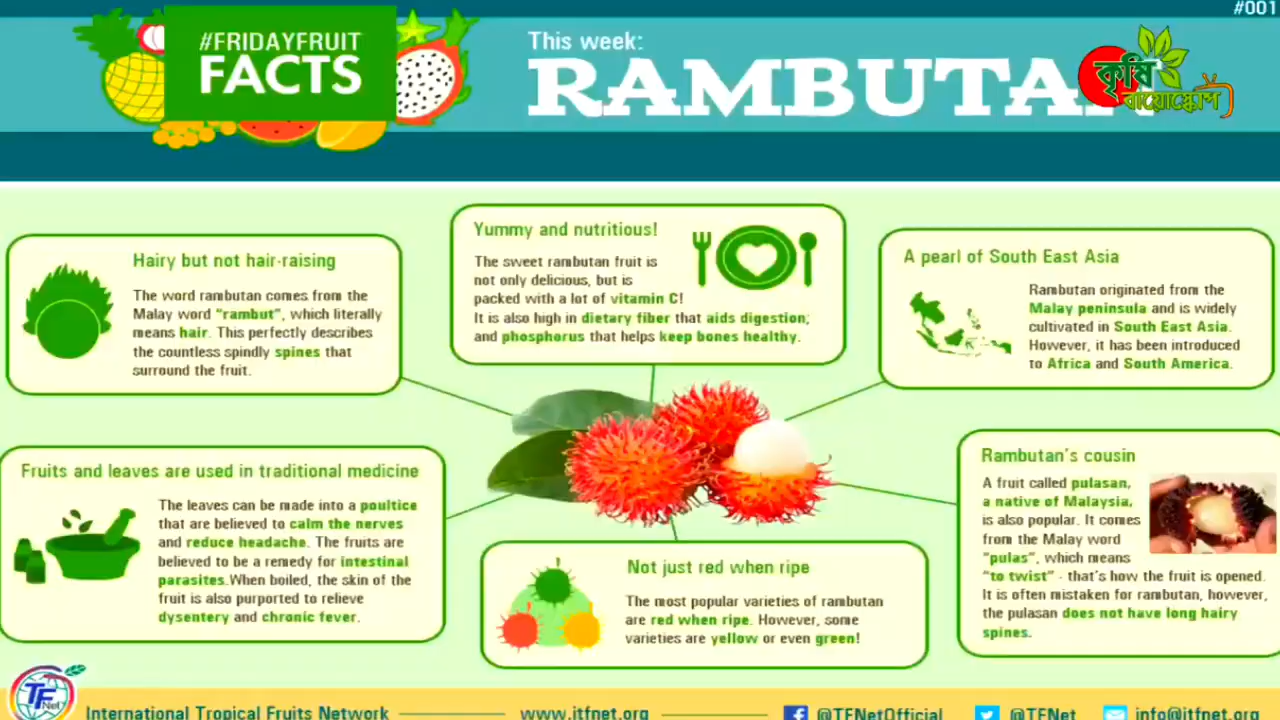 #001
#FRIDAYFRUIT
FACTS
This week:
RAMBUTA
কৃষি
বায়োস্কোপ
Hairy but not hair-raising
The word rambutan comes from the
Malay word "rambut", which literally
means hair. This perfectly describes
the countless spindly spines that
surround the fruit.
Yummy and nutritious!
The sweet rambutan fruit is
not only delicious, but is
packed with a lot of vitamin C!
It is also high in dietary fiber that aids digestion;
and phosphorus that helps keep bones healthy.
A pearl of South East Asia
Rambutan originated from the
Malay peninsula and is widely
cultivated in South East Asia.
However, it has been introduced
to Africa and South America.
Fruits and leaves are used in traditional medicine
The leaves can be made into a poultice
that are believed to calm the nerves
and reduce headache. The fruits are
believed to be a remedy for intestinal
parasites.When boiled, the skin of the
fruit is also purported to relieve
dysentery and chronic fever.
Not just red when ripe
The most popular varieties of rambutan
are red when ripe. However, some
varieties are yellow or even green!
Rambutan's cousin
A fruit called pulasan,
a native of Malaysia,
is also popular. It comes
from the Malay word
"pulas", which means
"to twist" - that's how the fruit is opened.
It is often mistaken for rambutan, however,
the pulasan does not have long hairy
spines.
TFNet
International Tropical Fruits Network
www.itfnet.org
@TFNetOfficial
@TFNet
info@itfnet.org